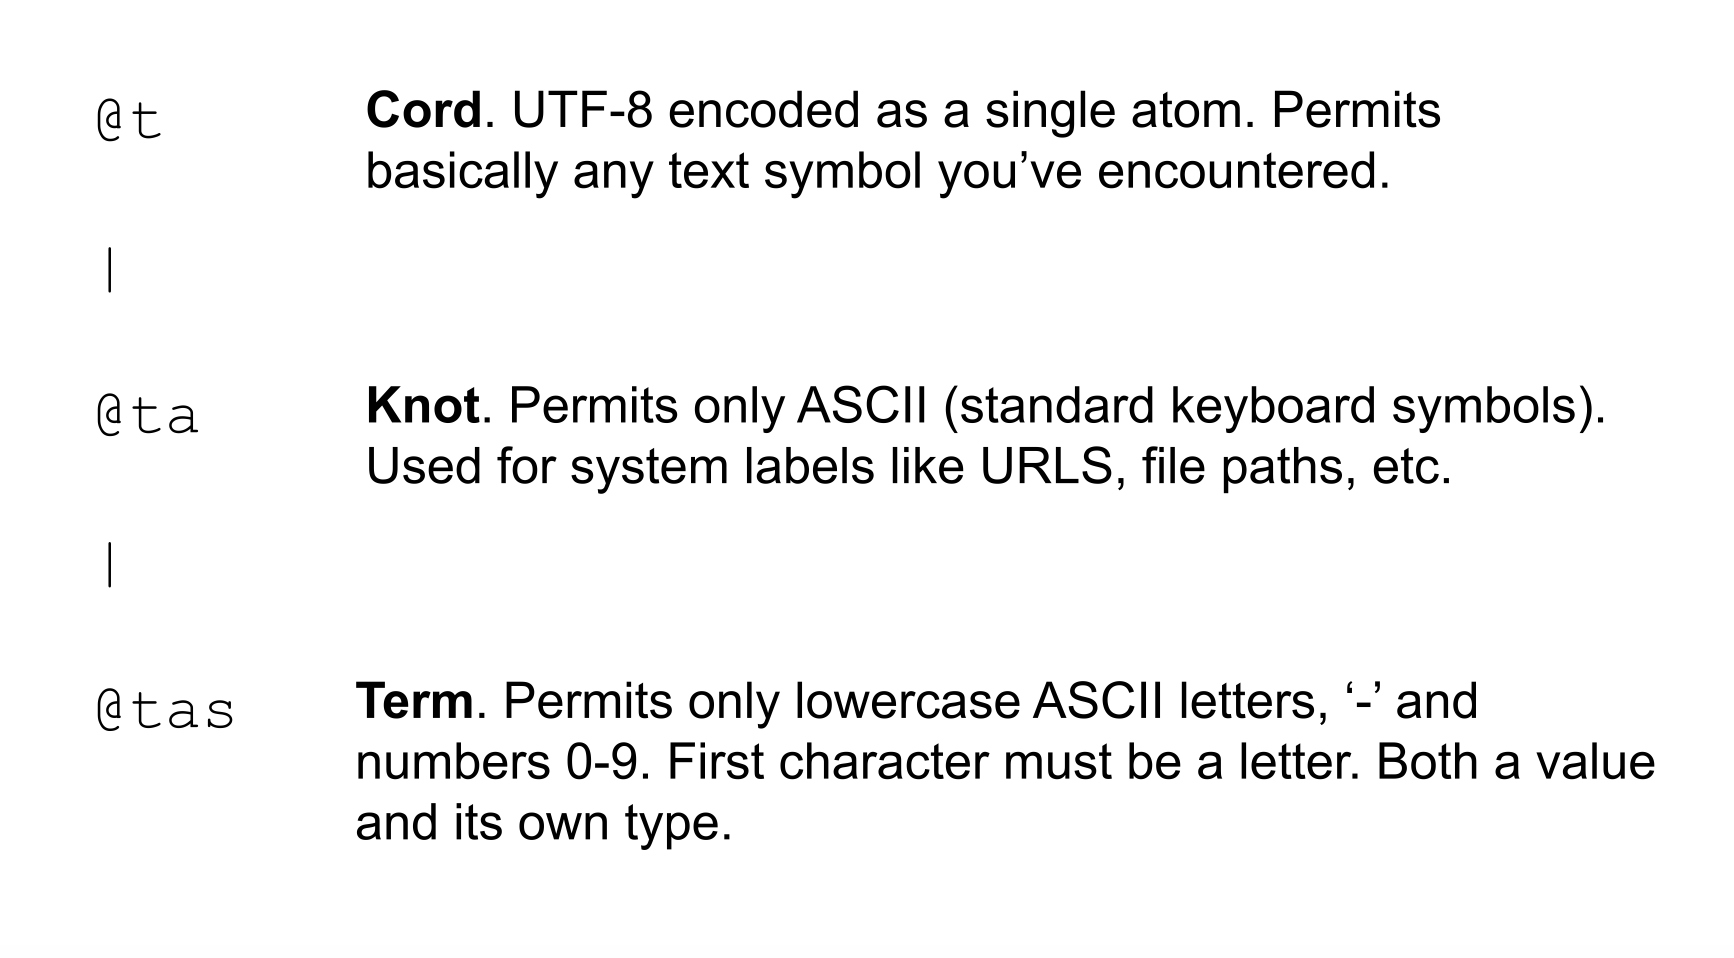 @t Cord. UTF-8 encoded as a single atom. Permits
basically any text symbol you’ve encountered.
|
@ta Knot. Permits only ASCII (standard keyboard symbols).
Used for system labels like URLS, file paths, etc.
|
@tas Term. Permits only lowercase ASCII letters, ‘-’ and
numbers 0-9. First character must be a letter. Both a value
and its own type.